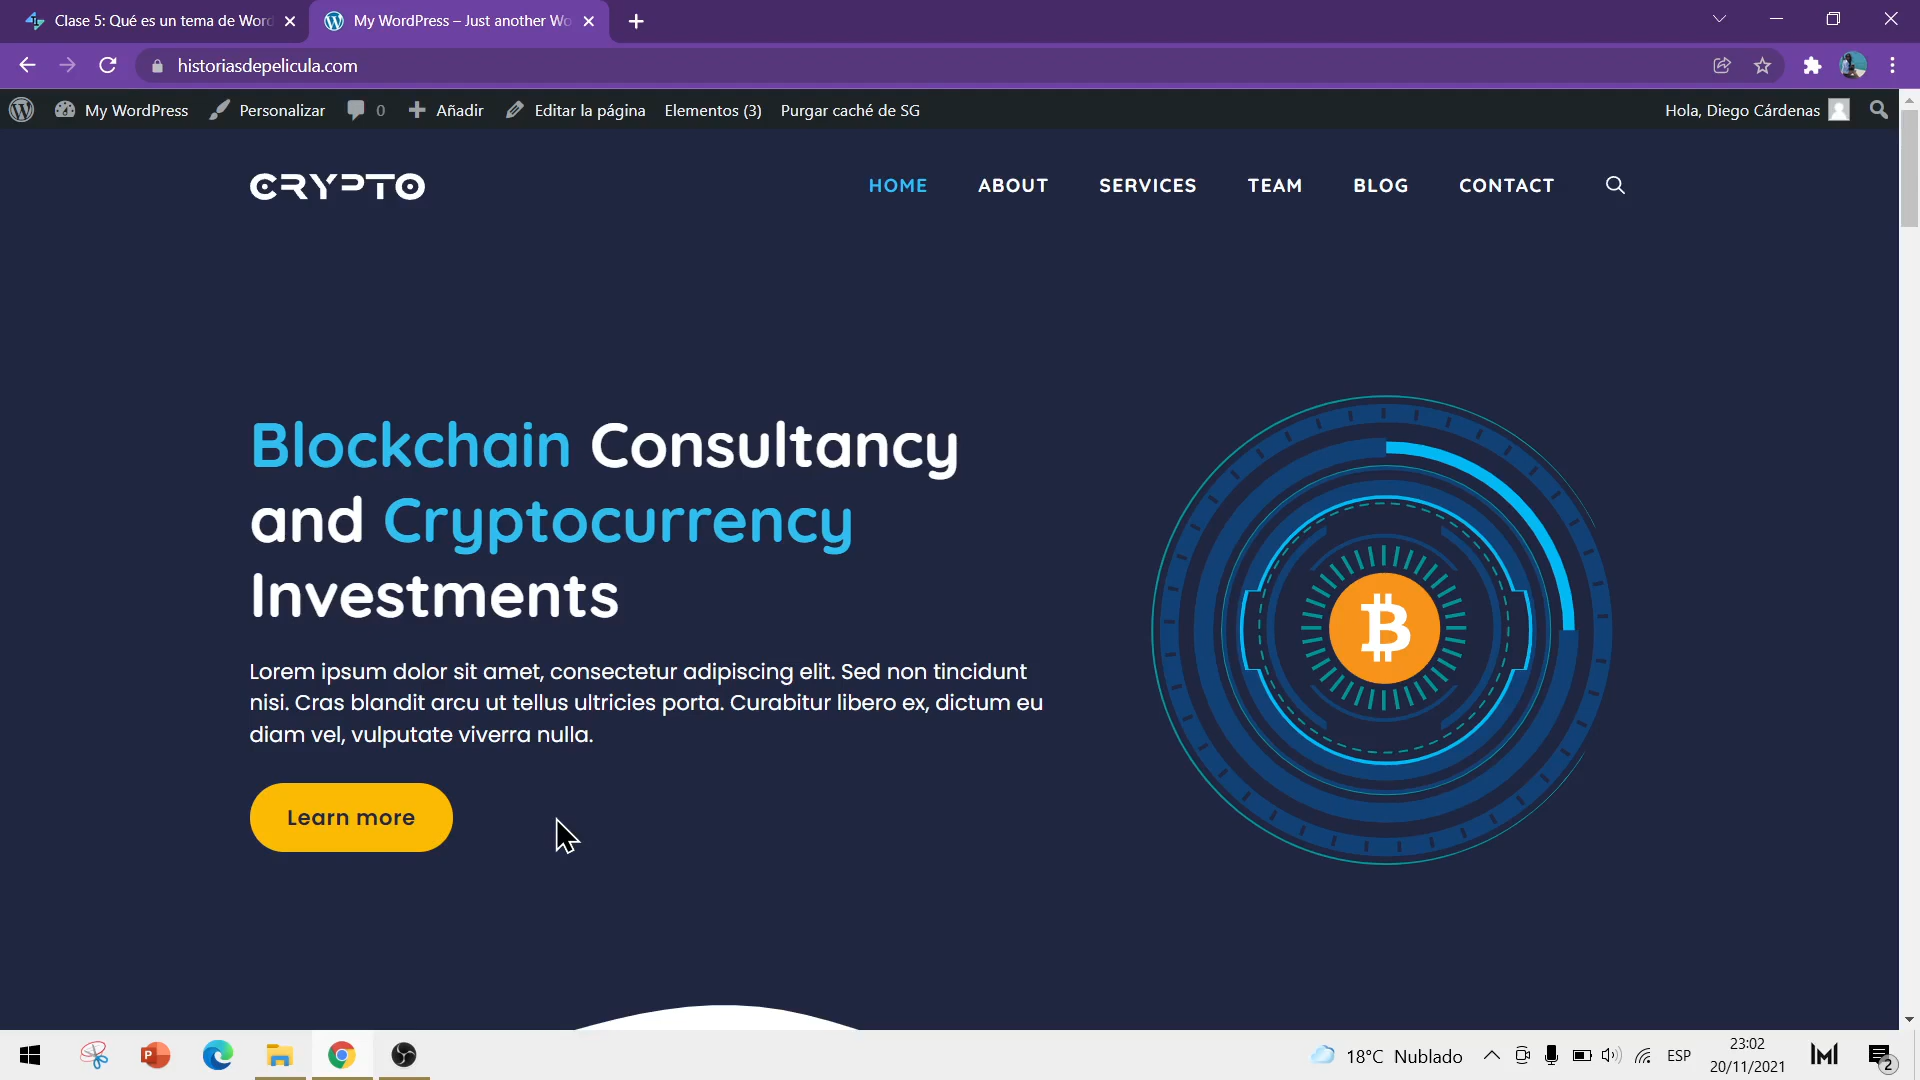 Clase 5: Qué es un tema de Word
My WordPress – Just another Wo
historiasdepelicula.com
My WordPress
Personalizar
0
Añadir
Editar la página
Elementos (3)
Purgar caché de SG
Hola, Diego Cárdenas
CRYPTO
HOME
ABOUT
SERVICES
TEAM
BLOG
CONTACT
Blockchain Consultancy
and Cryptocurrency
Investments
Lorem ipsum dolor sit amet, consectetur adipiscing elit. Sed non tincidunt
nisi. Cras blandit arcu ut tellus ultricies porta. Curabitur libero ex, dictum eu
diam vel, vulputate viverra nulla.
Learn more
18°C Nublado
ESP
23:02
20/11/2021
2